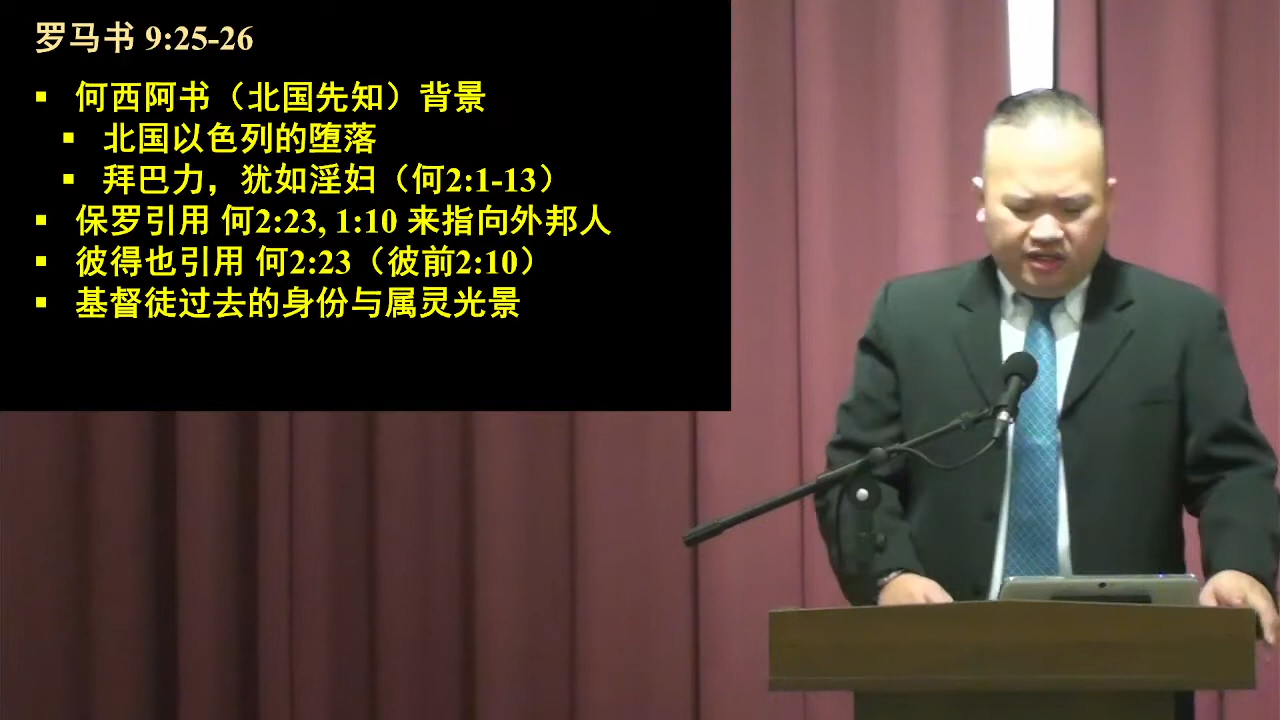 罗马书 9:25-26
▪ 何西阿书（北国先知）背景
▪ 北国以色列的堕落
▪ 拜巴力，犹如淫妇（何2:1-13）
▪ 保罗引用 何2:23, 1:10 来指向外邦人
▪ 彼得也引用 何2:23（彼前2:10）
▪ 基督徒过去的身份与属灵光景